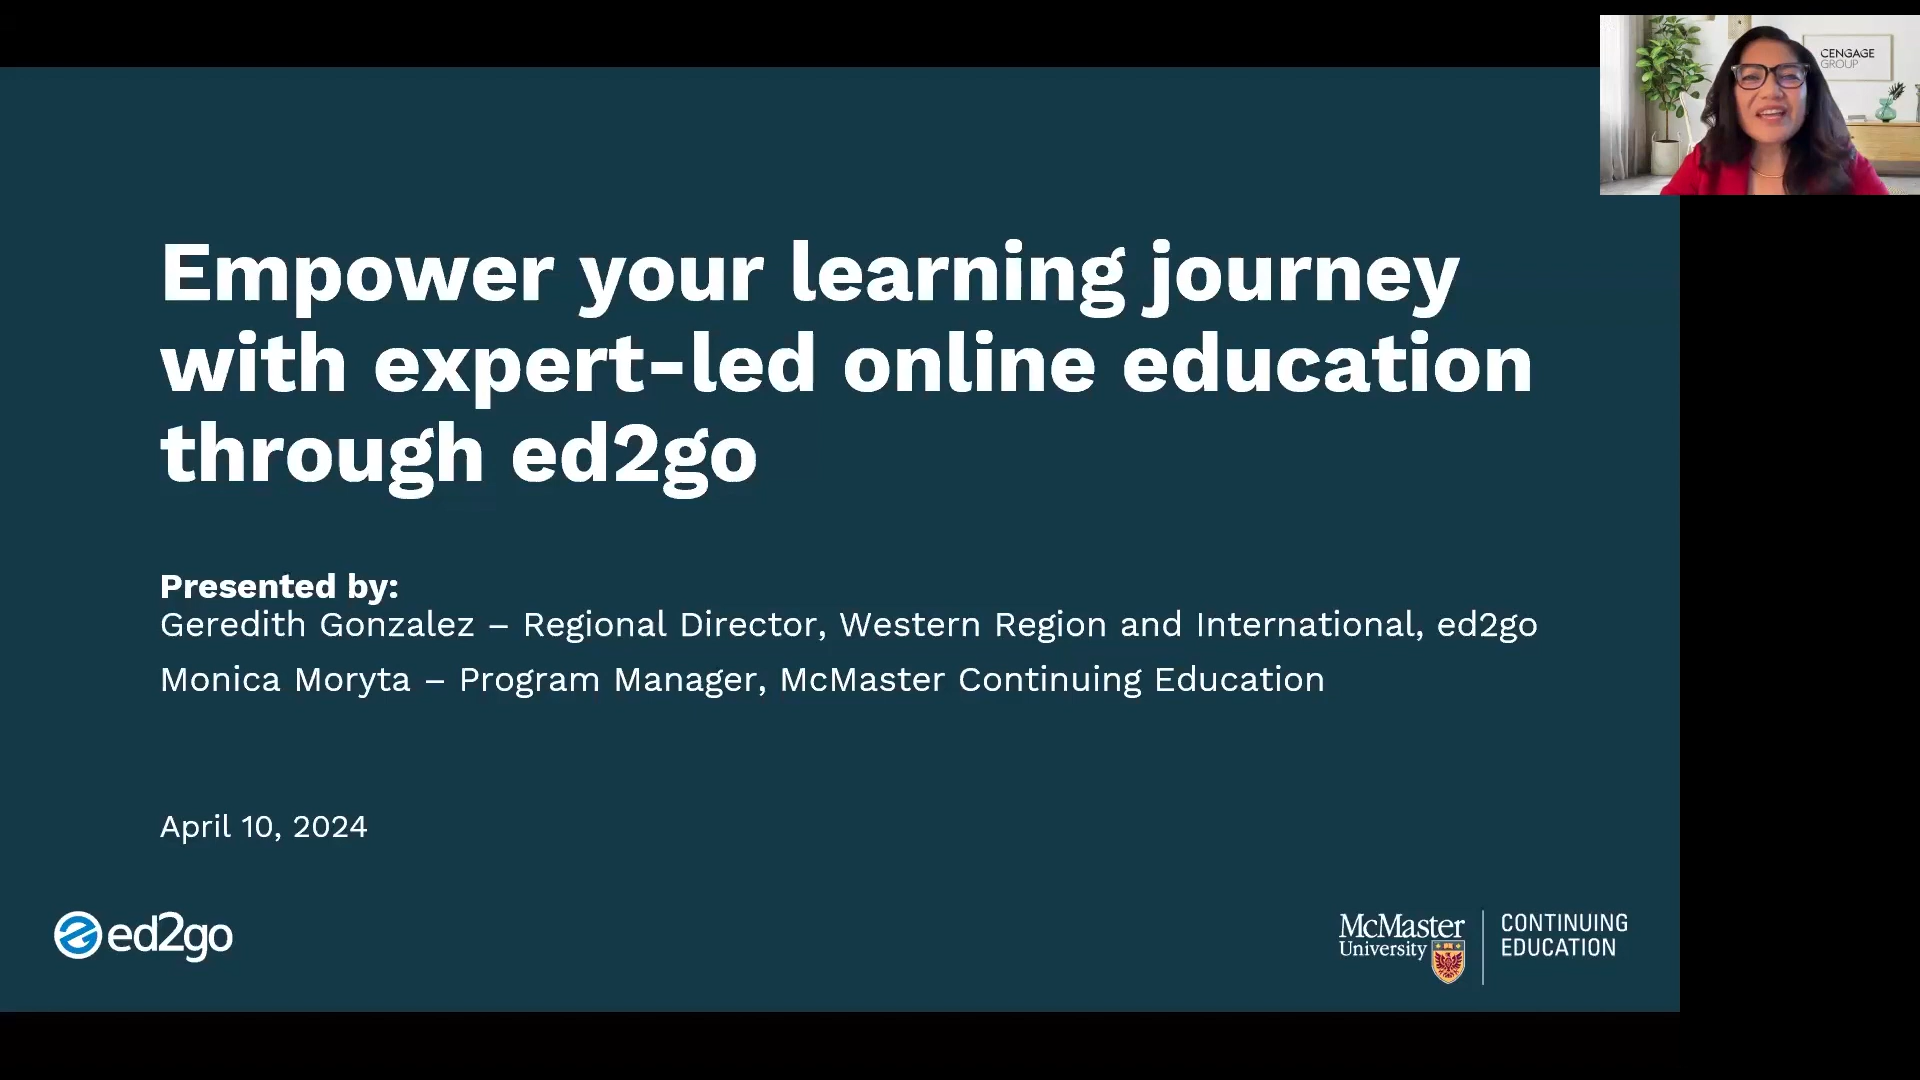 CENGAGE
GROUP
Empower your learning journey
with expert-led online education
through ed2go
Presented by:
Geredith Gonzalez – Regional Director, Western Region and International, ed2go
Monica Moryta – Program Manager, McMaster Continuing Education
April 10, 2024
ed2go
McMaster
University
CONTINUING
EDUCATION